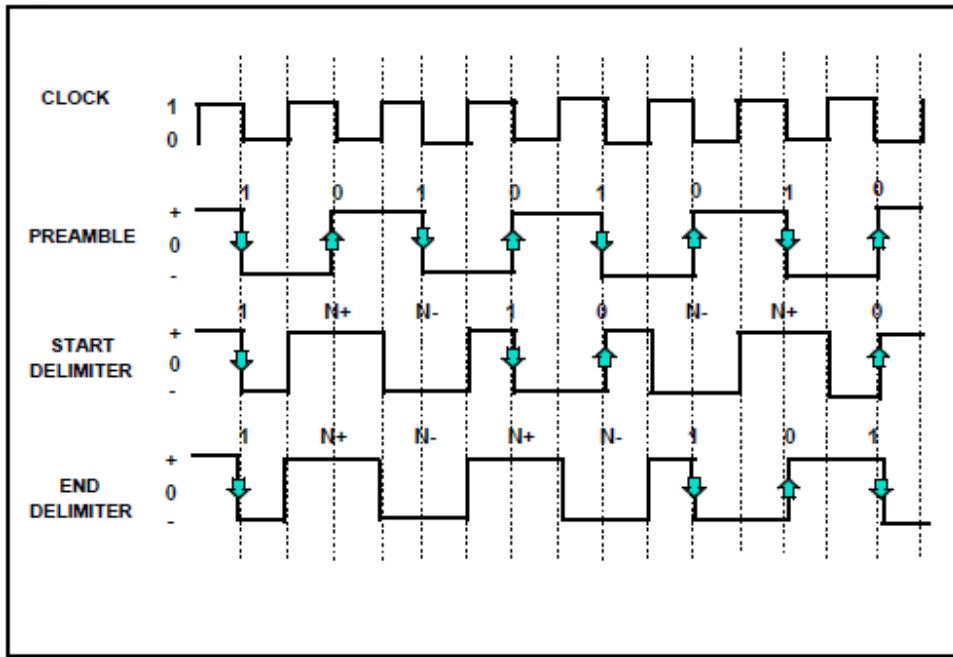 CLOCK
1
0
1 0 1 0 1 0 1 0
+
PREAMBLE 0
-
1 N+ N- 1 0 N- N+ 0
+
START
DELIMITER
0
-
1 N+ N- N+ N- 1 0 1
+
END
DELIMITER
0
-